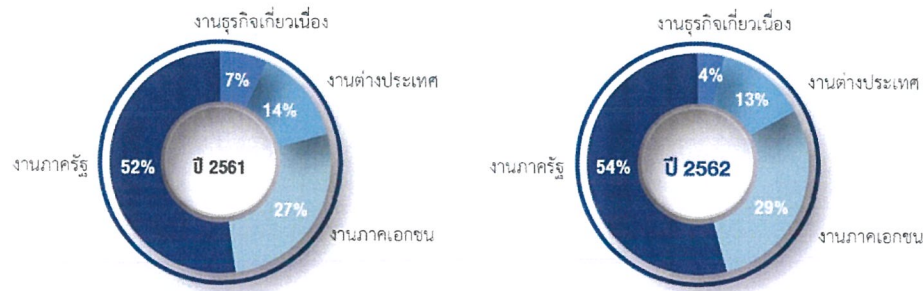 งานธุรกิจเกี่ยวเนื่อง
7%
งานต่างประเทศ
14%
งานภาครัฐ
52%
ปี 2561
27%
งานภาคเอกชน
งานธุรกิจเกี่ยวเนื่อง
4%
งานต่างประเทศ
13%
งานภาครัฐ
54%
ปี 2562
29%
งานภาคเอกชน